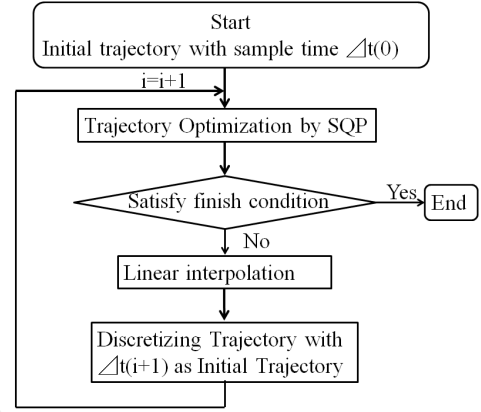 Start
Initial trajectory with sample time ⊿t(0)
i=i+1
Trajectory Optimization by SQP
Satisfy finish condition
Yes
End
No
Linear interpolation
Discretizing Trajectory with
⊿t(i+1) as Initial Trajectory